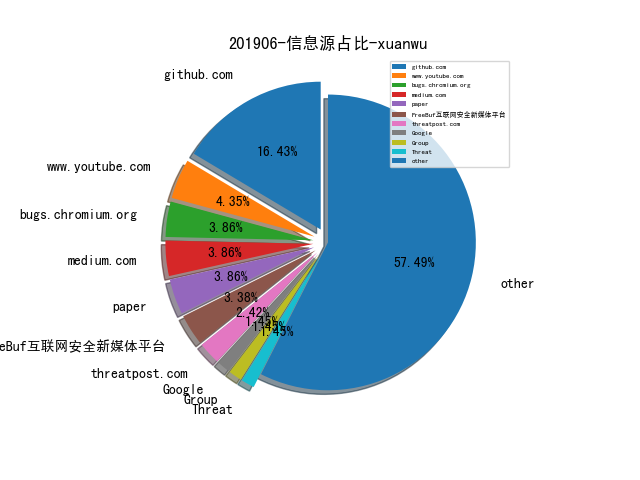 201906-信息源占比-xuanwu
github.com
www.youtube.com
bugs.chromium.org
medium.com
paper
FreeBuf互联网安全新媒体平台
threatpost.com
Google
Group
Threat
other
github.com
16.43%
www.youtube.com
4.35%
bugs.chromium.org
3.86%
medium.com
3.86%
paper
3.86%
eBuf互联网安全新媒体平台
3.38%
threatpost.com
2.42%
Google
1.45%
Group
1.45%
Threat
1.45%
other
57.49%